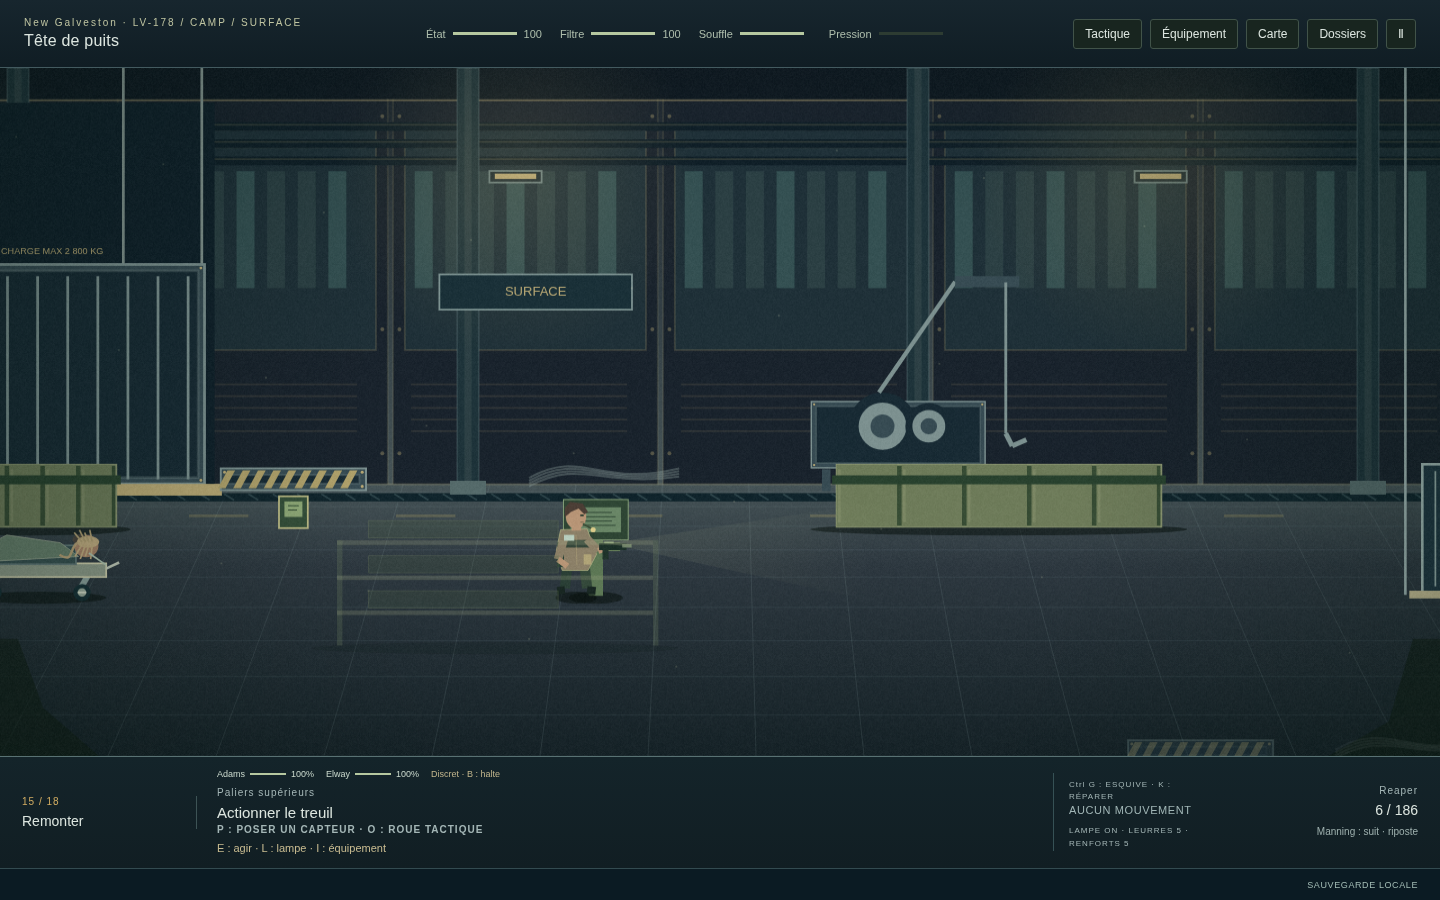 New Galveston · LV-178 / CAMP / SURFACE
Tête de puits
État 100 Filtre 100 Souffle Pression
Tactique Équipement Carte Dossiers II
CHARGE MAX 2 800 KG
SURFACE
15 / 18
Remonter
Adams 100% Elway 100% Discret · B : halte
Paliers supérieurs
Actionner le treuil
P : POSER UN CAPTEUR · O : ROUE TACTIQUE
E : agir · L : lampe · I : équipement
Ctrl G : ESQUIVE · K :
RÉPARER
AUCUN MOUVEMENT
LAMPE ON · LEURRES 5 ·
RENFORTS 5
Reaper
6 / 186
Manning : suit · riposte
SAUVEGARDE LOCALE